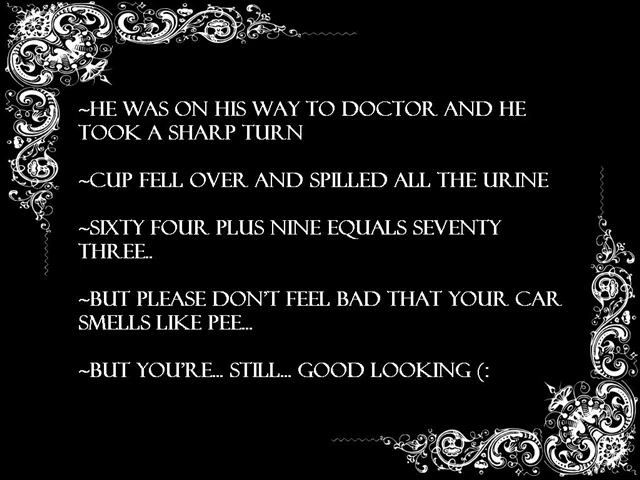 ~HE WAS ON HIS WAY TO DOCTOR AND HE
TOOK A SHARP TURN
~CUP FELL OVER AND SPILLED ALL THE URINE
~SIXTY FOUR PLUS NINE EQUALS SEVENTY
THREE..
~BUT PLEASE DON'T FEEL BAD THAT YOUR CAR
SMELLS LIKE PEE...
~BUT YOU'RE... STILL... GOOD LOOKING (: